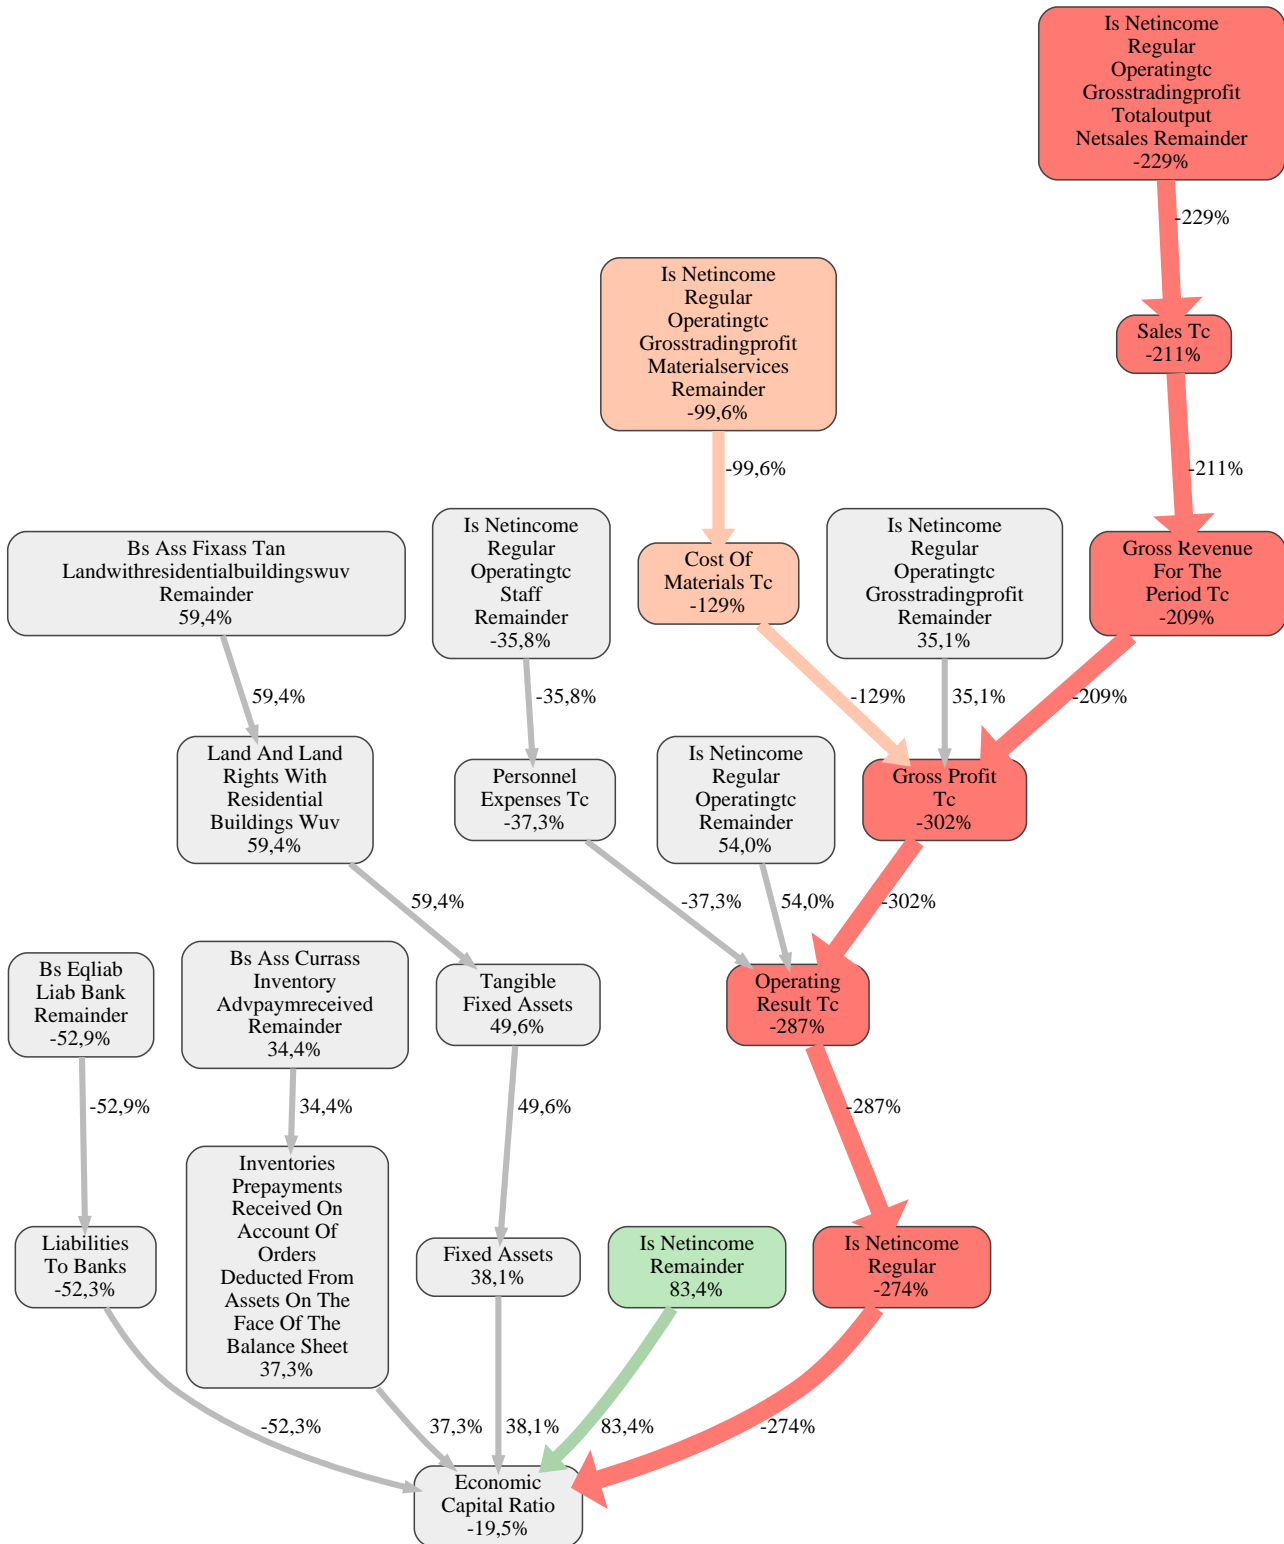 Is Netincome
Regular
Operatingtc
Grosstradingprofit
Totaloutput
Netsales Remainder
-229%
-229%
Is Netincome
Regular
Operatingtc
Grosstradingprofit
Materialservices
Remainder
-99,6%
Sales Tc
-211%
-99,6%
-211%
Bs Ass Fixass Tan
Landwithresidentialbuildingswuv
Remainder
59,4%
Is Netincome
Regular
Operatingtc
Staff
Remainder
-35,8%
Cost Of
Materials Tc
-129%
Is Netincome
Regular
Operatingtc
Grosstradingprofit
Remainder
35,1%
Gross Revenue
For The
Period Tc
-209%
59,4%
-35,8%
-129%
35,1%
-209%
Land And Land
Rights With
Residential
Buildings Wuv
59,4%
Personnel
Expenses Tc
-37,3%
Is Netincome
Regular
Operatingtc
Remainder
54,0%
Gross Profit
Tc
-302%
59,4%
-37,3%
54,0%
-302%
Bs Eqliab
Liab Bank
Remainder
-52,9%
Bs Ass Currass
Inventory
Advpaymreceived
Remainder
34,4%
Tangible
Fixed Assets
49,6%
Operating
Result Tc
-287%
-52,9%
34,4%
49,6%
-287%
Liabilities
To Banks
-52,3%
Inventories
Prepayments
Received On
Account Of
Orders
Deducted From
Assets On The
Face Of The
Balance Sheet
37,3%
Fixed Assets
38,1%
Is Netincome
Remainder
83,4%
Is Netincome
Regular
-274%
-52,3%
37,3%
38,1%
83,4%
-274%
Economic
Capital Ratio
-19,5%